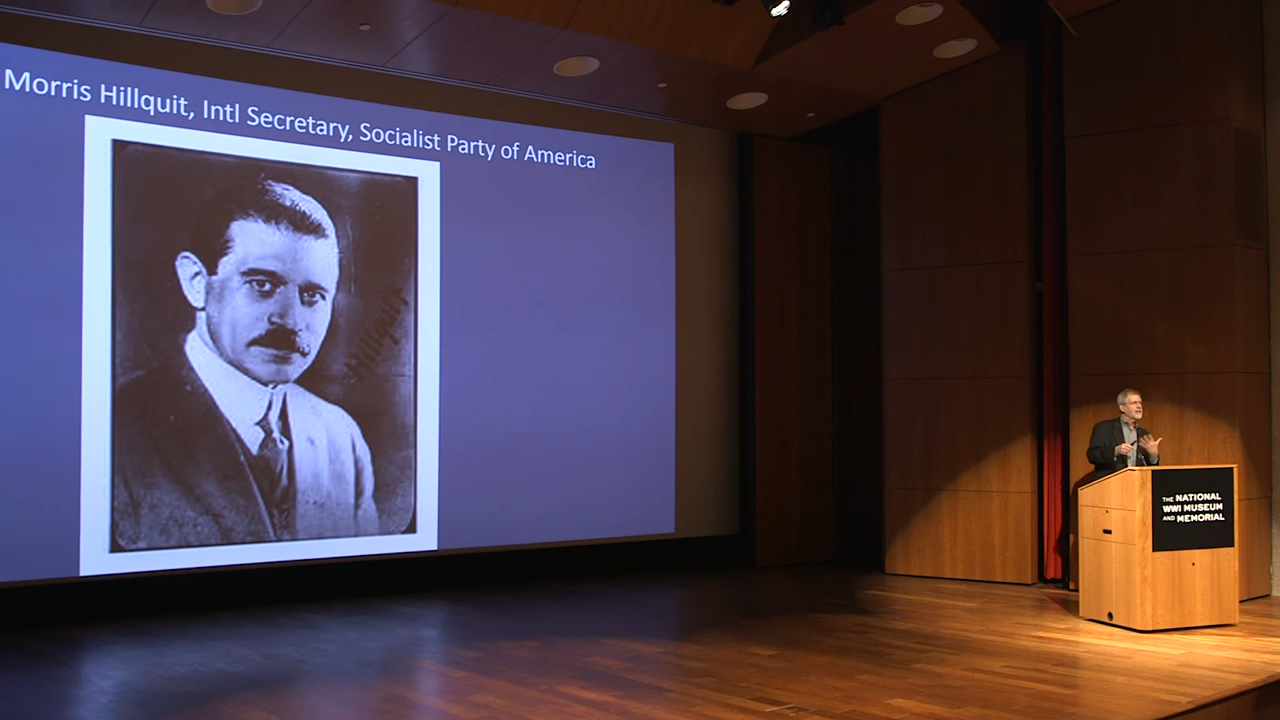 Morris Hillquit, Intl Secretary, Socialist Party of America
Hillquit
THE NATIONAL
WWI MUSEUM
AND MEMORIAL